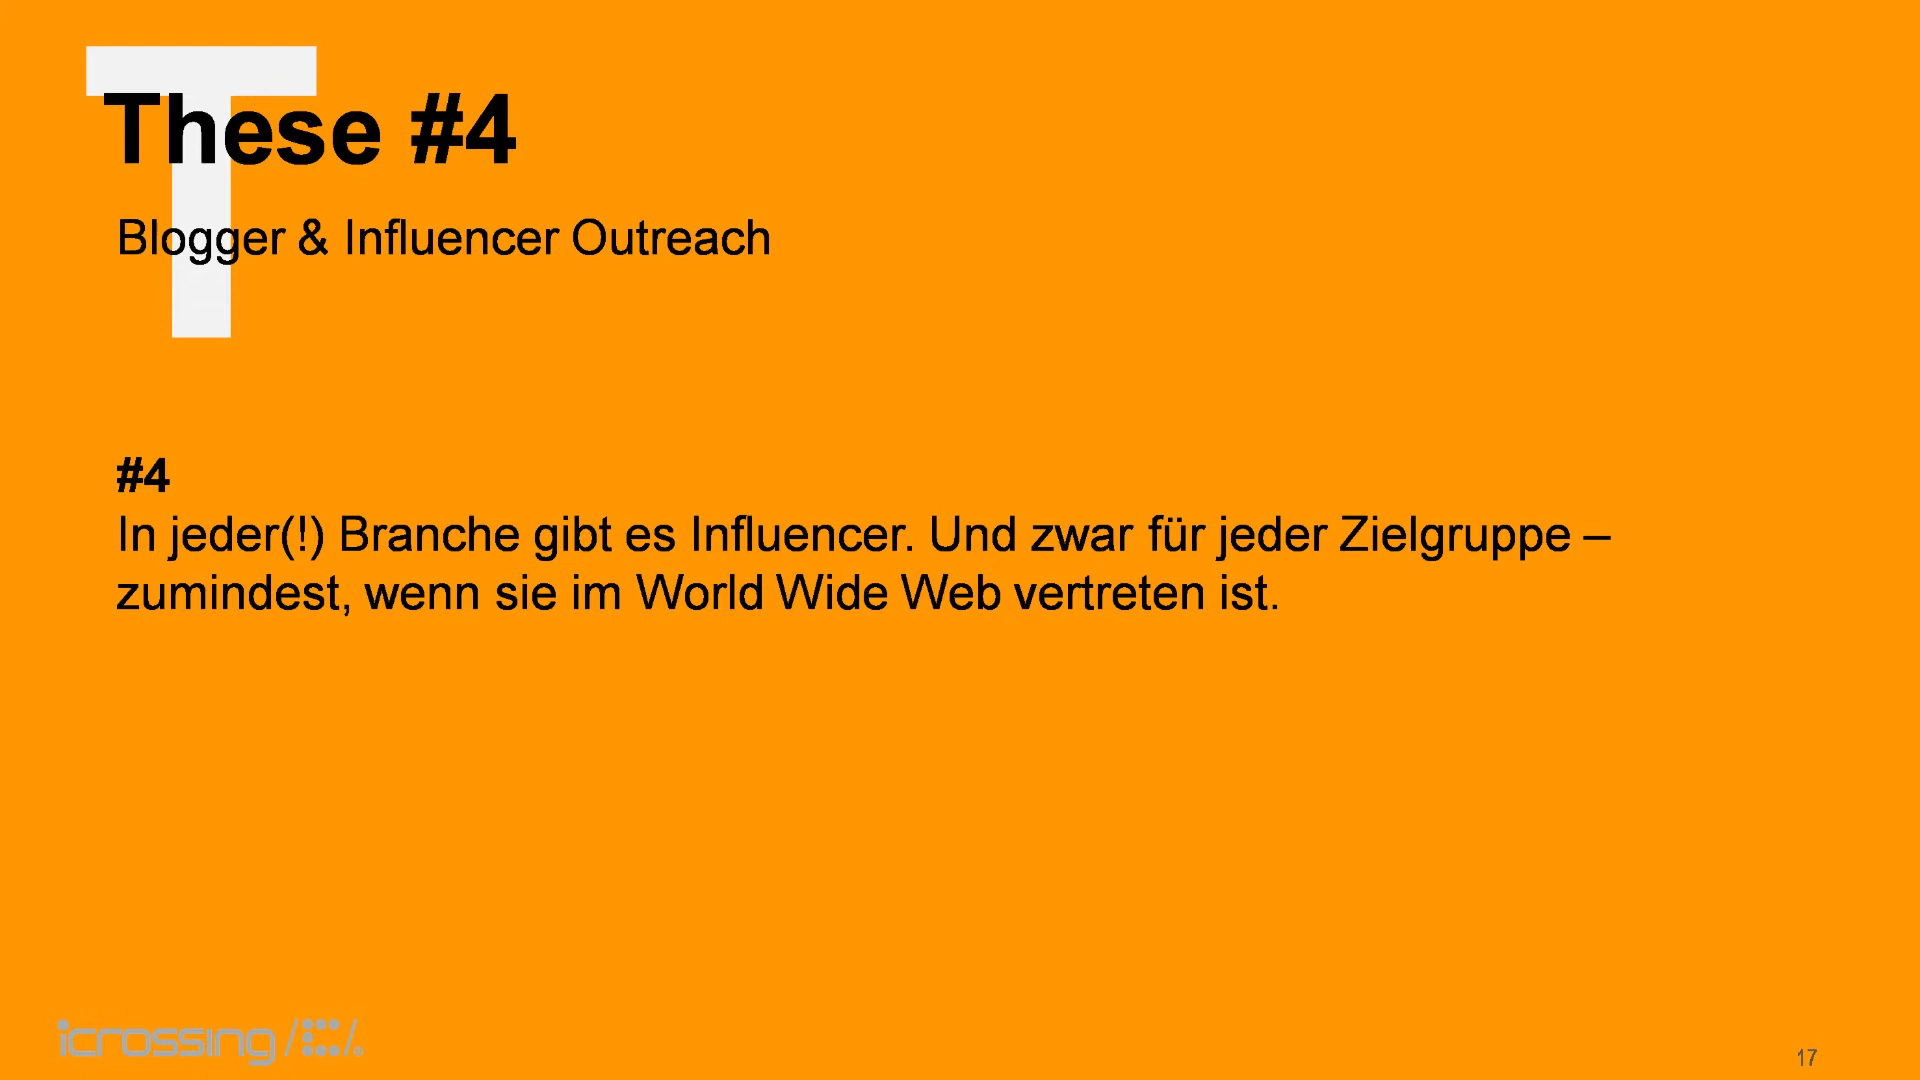 T
These #4
Blogger & Influencer Outreach
#4
In jeder(!) Branche gibt es Influencer. Und zwar für jeder Zielgruppe –
zumindest, wenn sie im World Wide Web vertreten ist.
icrossing
17